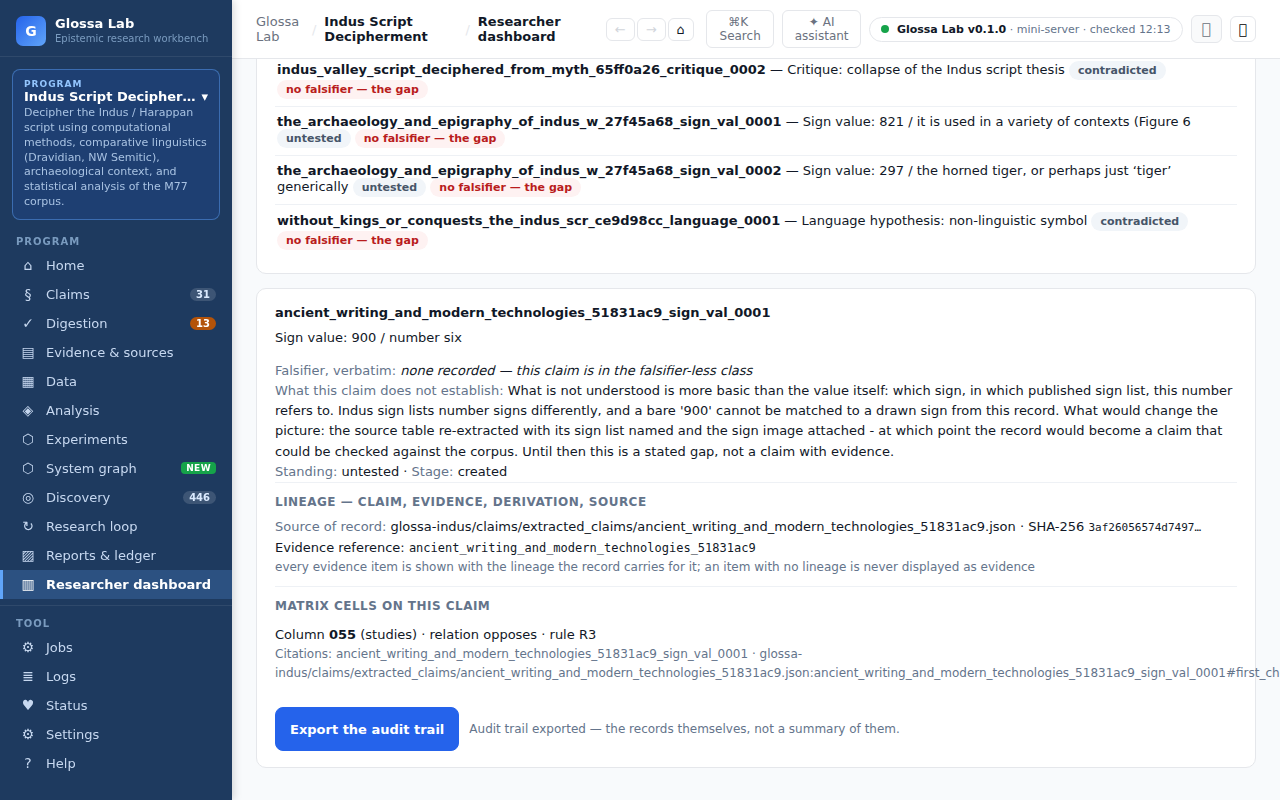 G
Glossa Lab
Epistemic research workbench
PROGRAM
Indus Script Decipher... ▾
Decipher the Indus / Harappan
script using computational
methods, comparative linguistics
(Dravidian, NW Semitic),
archaeological context, and
statistical analysis of the M77
corpus.
PROGRAM
⌂ Home
§ Claims 31
✓ Digestion 13
Evidence & sources
Data
Analysis
Experiments
System graph NEW
Discovery 446
Research loop
Reports & ledger
Researcher dashboard
TOOL
Jobs
Logs
Status
Settings
? Help
Glossa Lab / Indus Script Decipherment / Researcher dashboard
← → ⌂
⌘K Search
✦ AI assistant
Glossa Lab v0.1.0 · mini-server · checked 12:13
indus_valley_script_deciphered_from_myth_65ff0a26_critique_0002 — Critique: collapse of the Indus script thesis contradicted
no falsifier — the gap
the_archaeology_and_epigraphy_of_indus_w_27f45a68_sign_val_0001 — Sign value: 821 / it is used in a variety of contexts (Figure 6
untested no falsifier — the gap
the_archaeology_and_epigraphy_of_indus_w_27f45a68_sign_val_0002 — Sign value: 297 / the horned tiger, or perhaps just ‘tiger’
generically untested no falsifier — the gap
without_kings_or_conquests_the_indus_scr_ce9d98cc_language_0001 — Language hypothesis: non-linguistic symbol contradicted
no falsifier — the gap
ancient_writing_and_modern_technologies_51831ac9_sign_val_0001
Sign value: 900 / number six
Falsifier, verbatim: none recorded — this claim is in the falsifier-less class
What this claim does not establish: What is not understood is more basic than the value itself: which sign, in which published sign list, this number
refers to. Indus sign lists number signs differently, and a bare '900' cannot be matched to a drawn sign from this record. What would change the
picture: the source table re-extracted with its sign list named and the sign image attached - at which point the record would become a claim that
could be checked against the corpus. Until then this is a stated gap, not a claim with evidence.
Standing: untested · Stage: created
LINEAGE — CLAIM, EVIDENCE, DERIVATION, SOURCE
Source of record: glossa-indus/claims/extracted_claims/ancient_writing_and_modern_technologies_51831ac9.json · SHA-256 3af26056574d7497…
Evidence reference: ancient_writing_and_modern_technologies_51831ac9
every evidence item is shown with the lineage the record carries for it; an item with no lineage is never displayed as evidence
MATRIX CELLS ON THIS CLAIM
Column 055 (studies) · relation opposes · rule R3
Citations: ancient_writing_and_modern_technologies_51831ac9_sign_val_0001 · glossa-
indus/claims/extracted_claims/ancient_writing_and_modern_technologies_51831ac9.json:ancient_writing_and_modern_technologies_51831ac9_sign_val_0001#first_ch
Export the audit trail
Audit trail exported — the records themselves, not a summary of them.